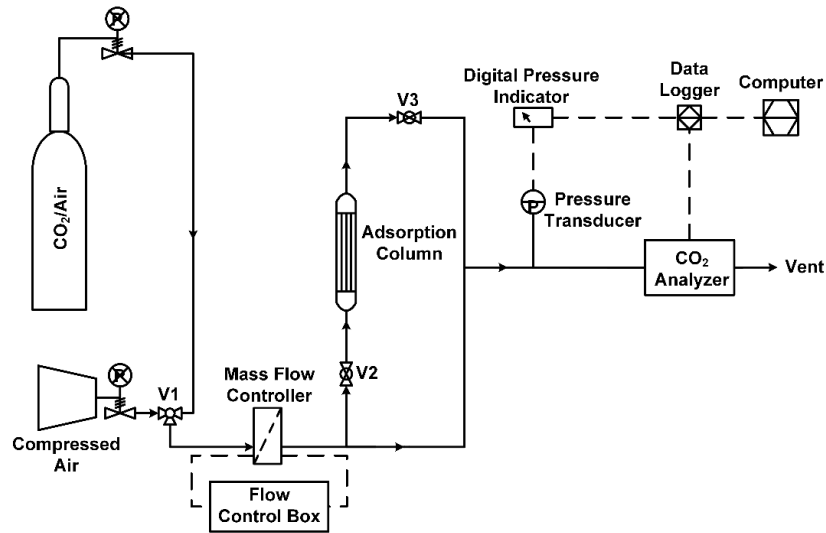 P
CO₂/Air
V3
Digital Pressure
Indicator
Data
Logger
Computer
P
Pressure
Transducer
Adsorption
Column
CO₂
Analyzer
Vent
P
V1
V2
Mass Flow
Controller
Compressed
Air
Flow
Control Box